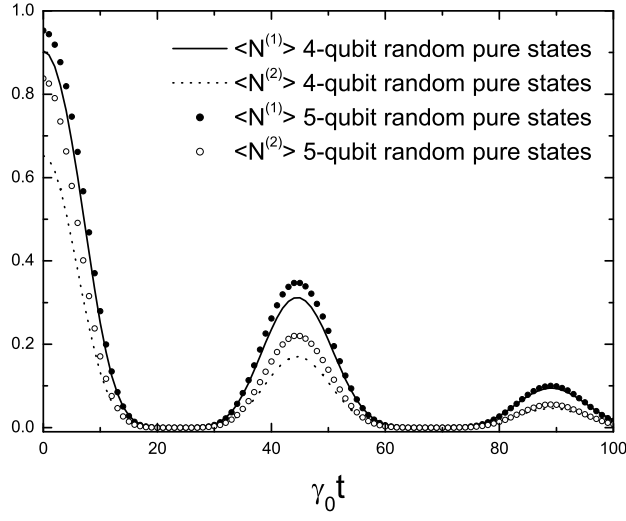 1.0
<N^(1)> 4-qubit random pure states
<N^(2)> 4-qubit random pure states
<N^(1)> 5-qubit random pure states
<N^(2)> 5-qubit random pure states
0.8
0.6
0.4
0.2
0.0
0 20 40 60 80 100
γ₀t